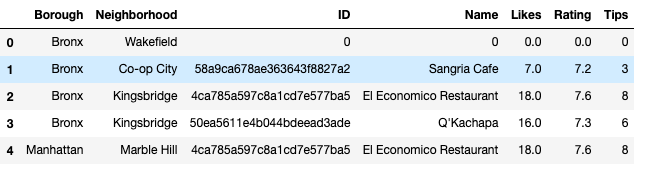 Borough Neighborhood ID Name Likes Rating Tips
0 Bronx Wakefield 0 0 0.0 0.0 0
1 Bronx Co-op City 58a9ca678ae363643f8827a2 Sangria Cafe 7.0 7.2 3
2 Bronx Kingsbridge 4ca785a597c8a1cd7e577ba5 El Economico Restaurant 18.0 7.6 8
3 Bronx Kingsbridge 50ea5611e4b044bdeead3ade Q'Kachapa 16.0 7.3 6
4 Manhattan Marble Hill 4ca785a597c8a1cd7e577ba5 El Economico Restaurant 18.0 7.6 8